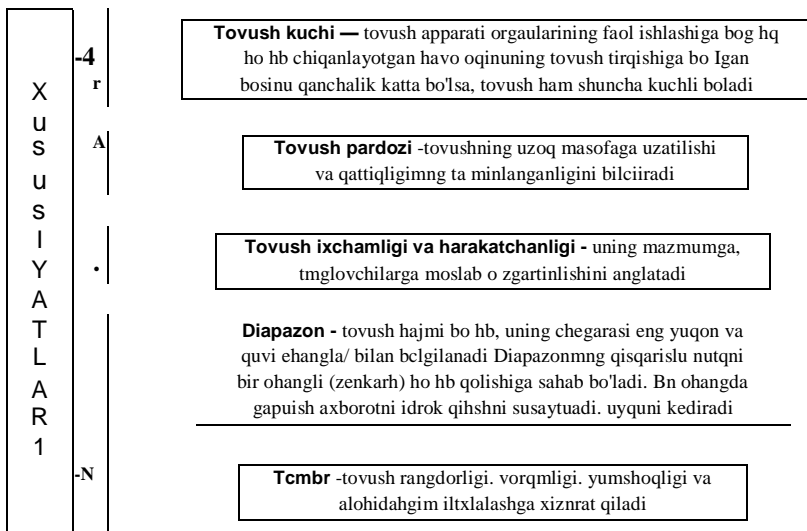 XususIYATLAR1
-4
r
Tovush kuchi — tovush apparati orgaularining faol ishlashiga bog hq
ho hb chiqanlayotgan havo oqinuning tovush tirqishiga bo Igan
bosinu qanchalik katta bo'lsa, tovush ham shuncha kuchli boladi
A
Tovush pardozi -tovushning uzoq masofaga uzatilishi
va qattiqligimng ta minlanganligini bilciiradi
.
Tovush ixchamligi va harakatchanligi - uning mazmumga,
tmglovchilarga moslab o zgartinlishini anglatadi
Diapazon - tovush hajmi bo hb, uning chegarasi eng yuqon va
quvi ehangla/ bilan bclgilanadi Diapazonmng qisqarislu nutqni
bir ohangli (zenkarh) ho hb qolishiga sahab bo'ladi. Bn ohangda
gapuish axborotni idrok qihshni susaytuadi. uyquni kediradi
-N
Tcmbr -tovush rangdorligi. vorqmligi. yumshoqligi va
alohidahgim iltxlalashga xiznrat qiladi